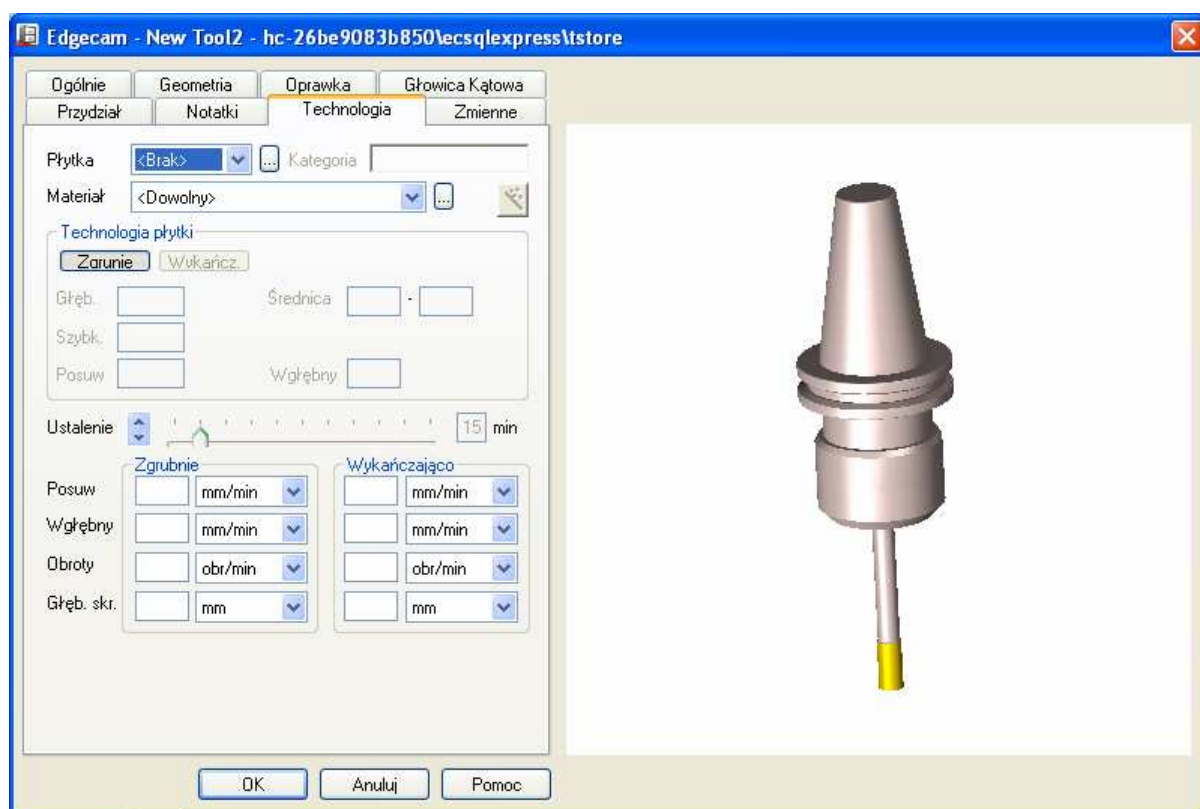 Edgecam - New Tool2 - hc-26be9083b850\ecsqlexpress\tstore
Ogólnie Geometria Oprawka Głowica Kątowa
Przydział Notatki Technologia Zmienne
Płytka <Brak> ... Kategoria
Materiał <Dowolny> ...
Technologia płytki
Zgrunie Wykańcz.
Głęb. Średnica -
Szybk.
Posuw Wgłębny
Ustalenie 15 min
Zgrubnie Wykańczająco
Posuw mm/min mm/min
Wgłębny mm/min mm/min
Obroty obr/min obr/min
Głęb. skr. mm mm
OK Anuluj Pomoc